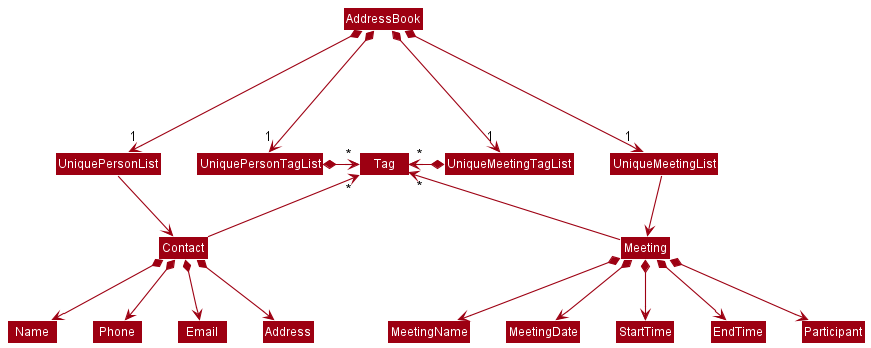 AddressBook
1
1
1
1
UniquePersonList
UniquePersonTagList
*
Tag
*
UniqueMeetingTagList
UniqueMeetingList
*
*
Contact
Meeting
Name
Phone
Email
Address
MeetingName
MeetingDate
StartTime
EndTime
Participant